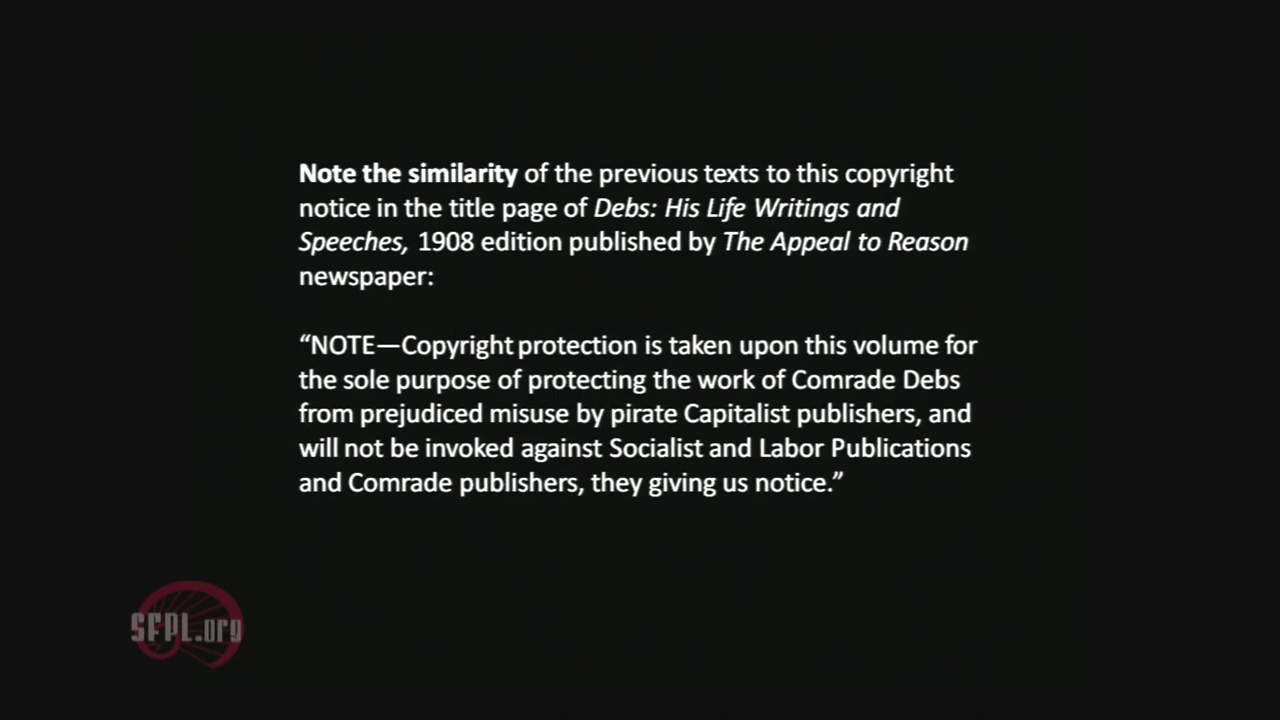 Note the similarity of the previous texts to this copyright
notice in the title page of Debs: His Life Writings and
Speeches, 1908 edition published by The Appeal to Reason
newspaper:
“NOTE—Copyright protection is taken upon this volume for
the sole purpose of protecting the work of Comrade Debs
from prejudiced misuse by pirate Capitalist publishers, and
will not be invoked against Socialist and Labor Publications
and Comrade publishers, they giving us notice.”
SFPL.org